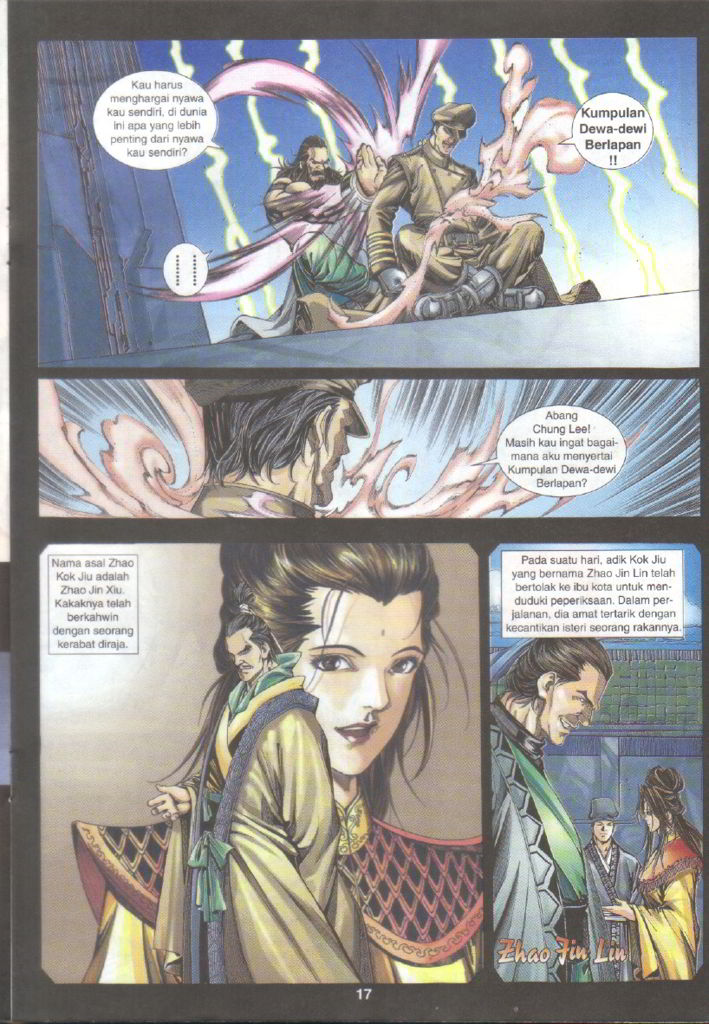 Kau harus
menghargai nyawa
kau sendiri, di dunia
ini apa yang lebih
penting dari nyawa
kau sendiri?
Kumpulan
Dewa-dewi
Berlapan
!!
Abang
Chung Lee!
Masih kau ingat bagai-
mana aku menyertai
Kumpulan Dewa-dewi
Berlapan?
Nama asal Zhao
Kok Jiu adalah
Zhao Jin Xiu.
Kakaknya telah
berkahwin
dengan seorang
kerabat diraja.
Pada suatu hari, adik Kok Jiu
yang bernama Zhao Jin Lin telah
bertolak ke ibu kota untuk men-
duduki peperiksaan. Dalam per-
jalanan, dia amat tertarik dengan
kecantikan isteri seorang rakannya.
Zhao Jin Lin
17